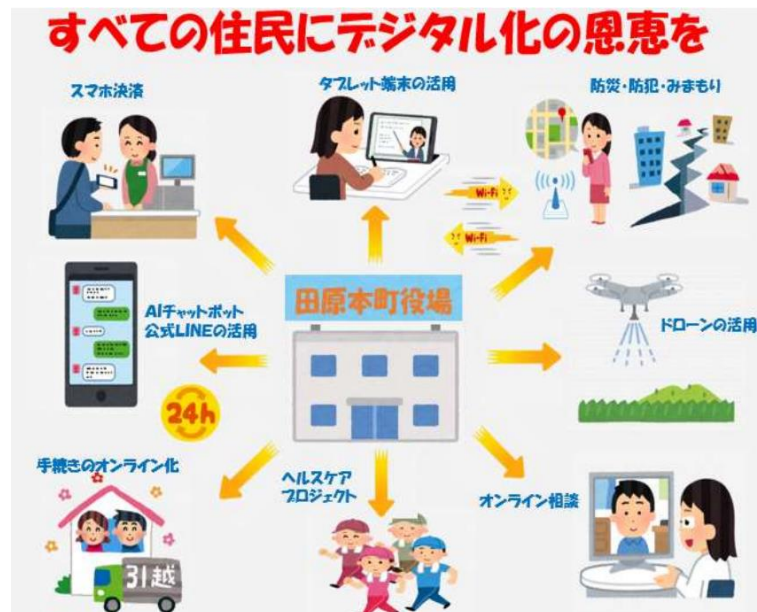 すべての住民にデジタル化の恩恵を
スマホ決済
タブレット端末の活用
防災・防犯・みまもり
Wi-Fi
Wi-Fi
田原本町役場
AIチャットボット
公式LINEの活用
ドローンの活用
24h
手続きのオンライン化
ヘルスケア
プロジェクト
オンライン相談
引越